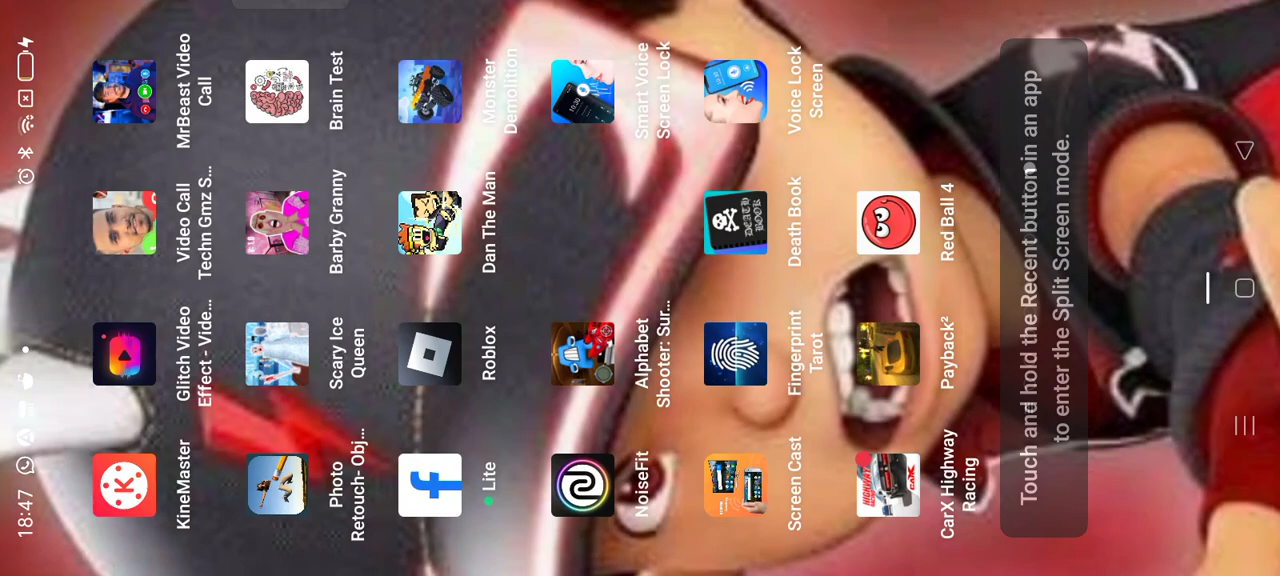 18:47
KineMaster
Glitch Video
Effect - Vide...
Video Call
Techn Gmz S...
MrBeast Video
Call
Photo
Retouch-Obj...
Scary Ice
Queen
Barby Granny
Brain Test
Lite
Roblox
Dan The Man
Monster
Demolition
NoiseFit
Alphabet
Shooter: Sur...
Smart Voice
Screen Lock
Screen Cast
Fingerprint
Tarot
DEATH
BOOK
Death Book
Voice Lock
Screen
CarX Highway
Racing
Payback²
Red Ball 4
Touch and hold the Recent button in an app
to enter the Split Screen mode.